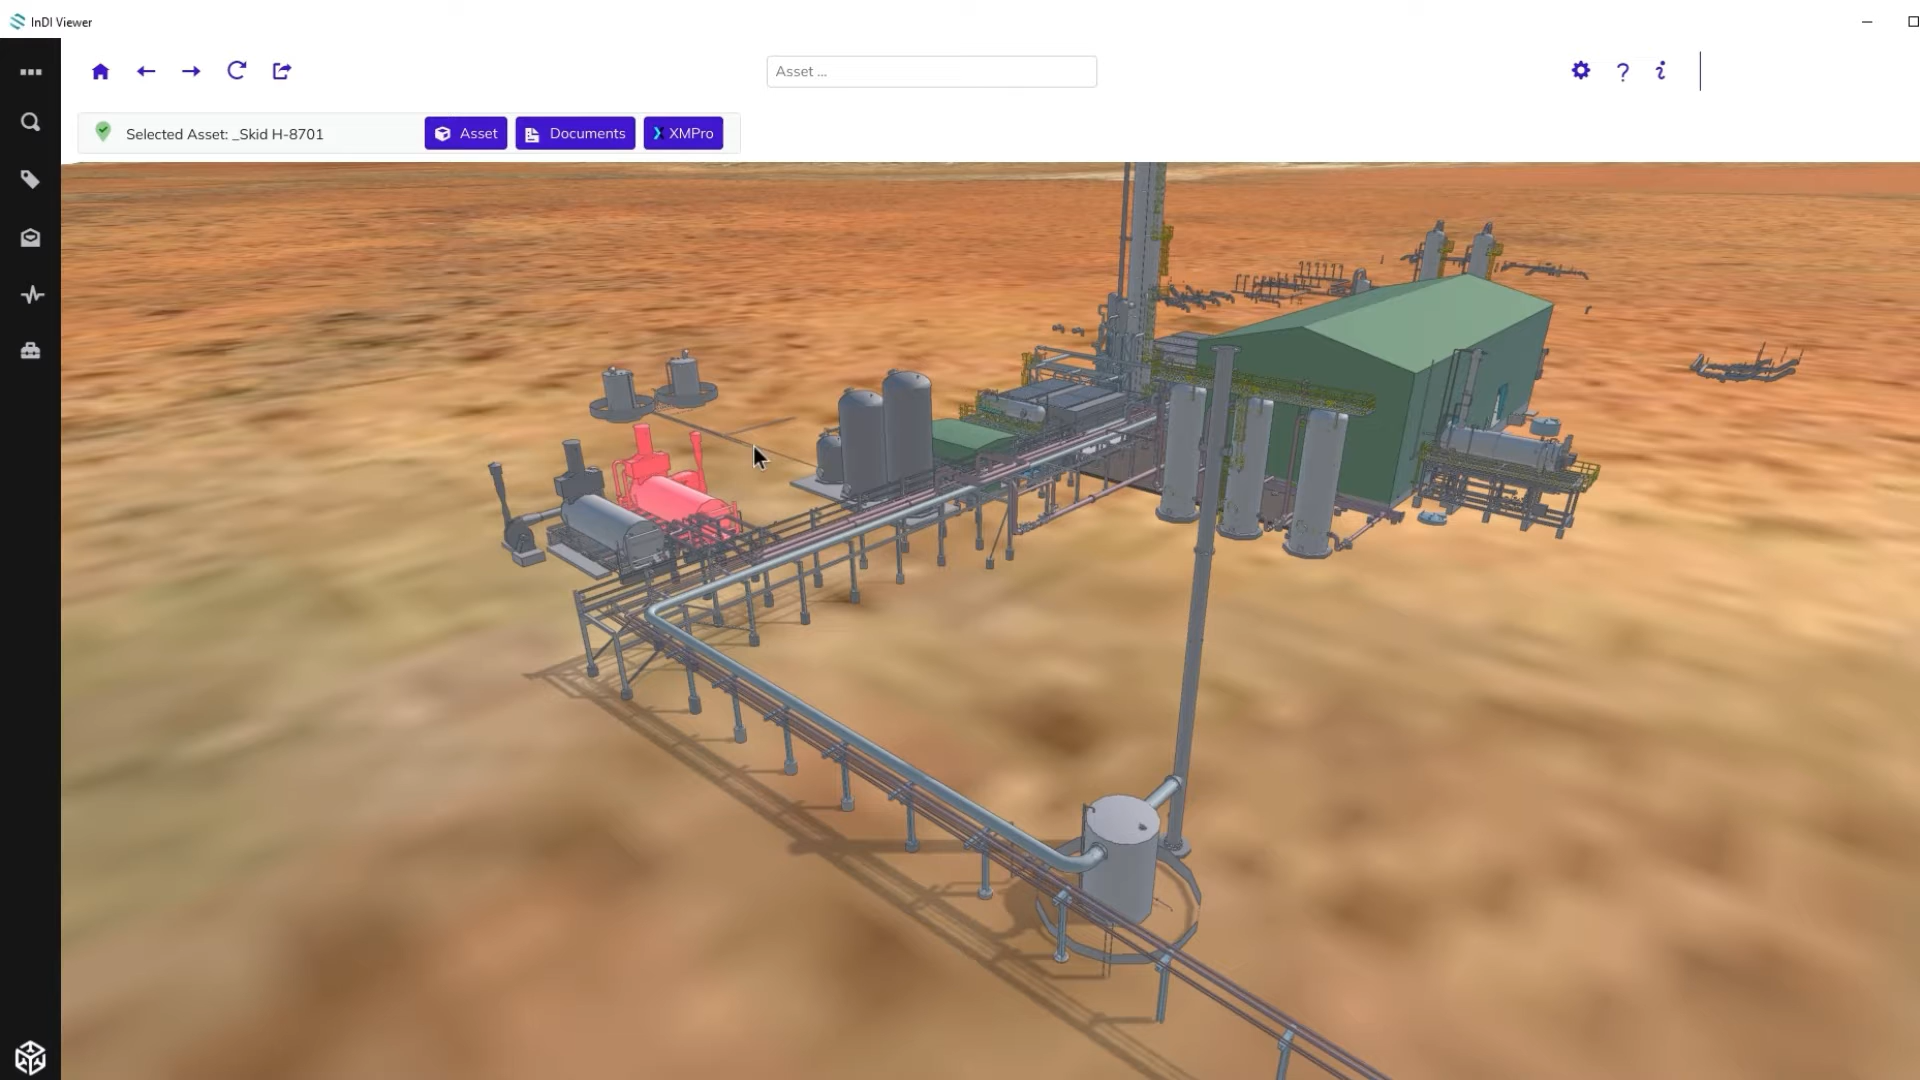 InDI Viewer
Asset ...
Selected Asset: _Skid H-8701
Asset
Documents
XMPro